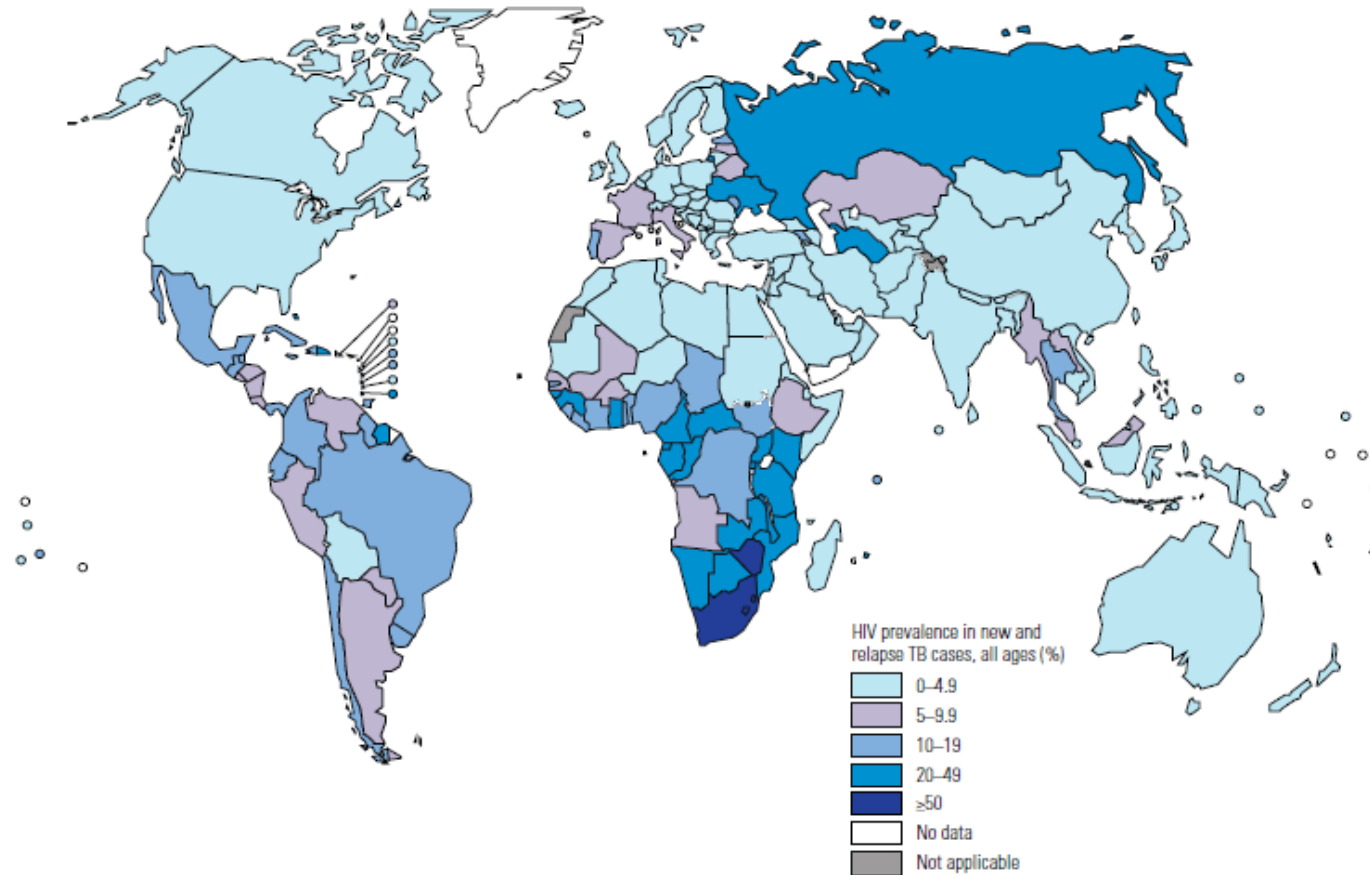 HIV prevalence in new and
relapse TB cases, all ages (%)
0–4.9
5–9.9
10–19
20–49
≥50
No data
Not applicable